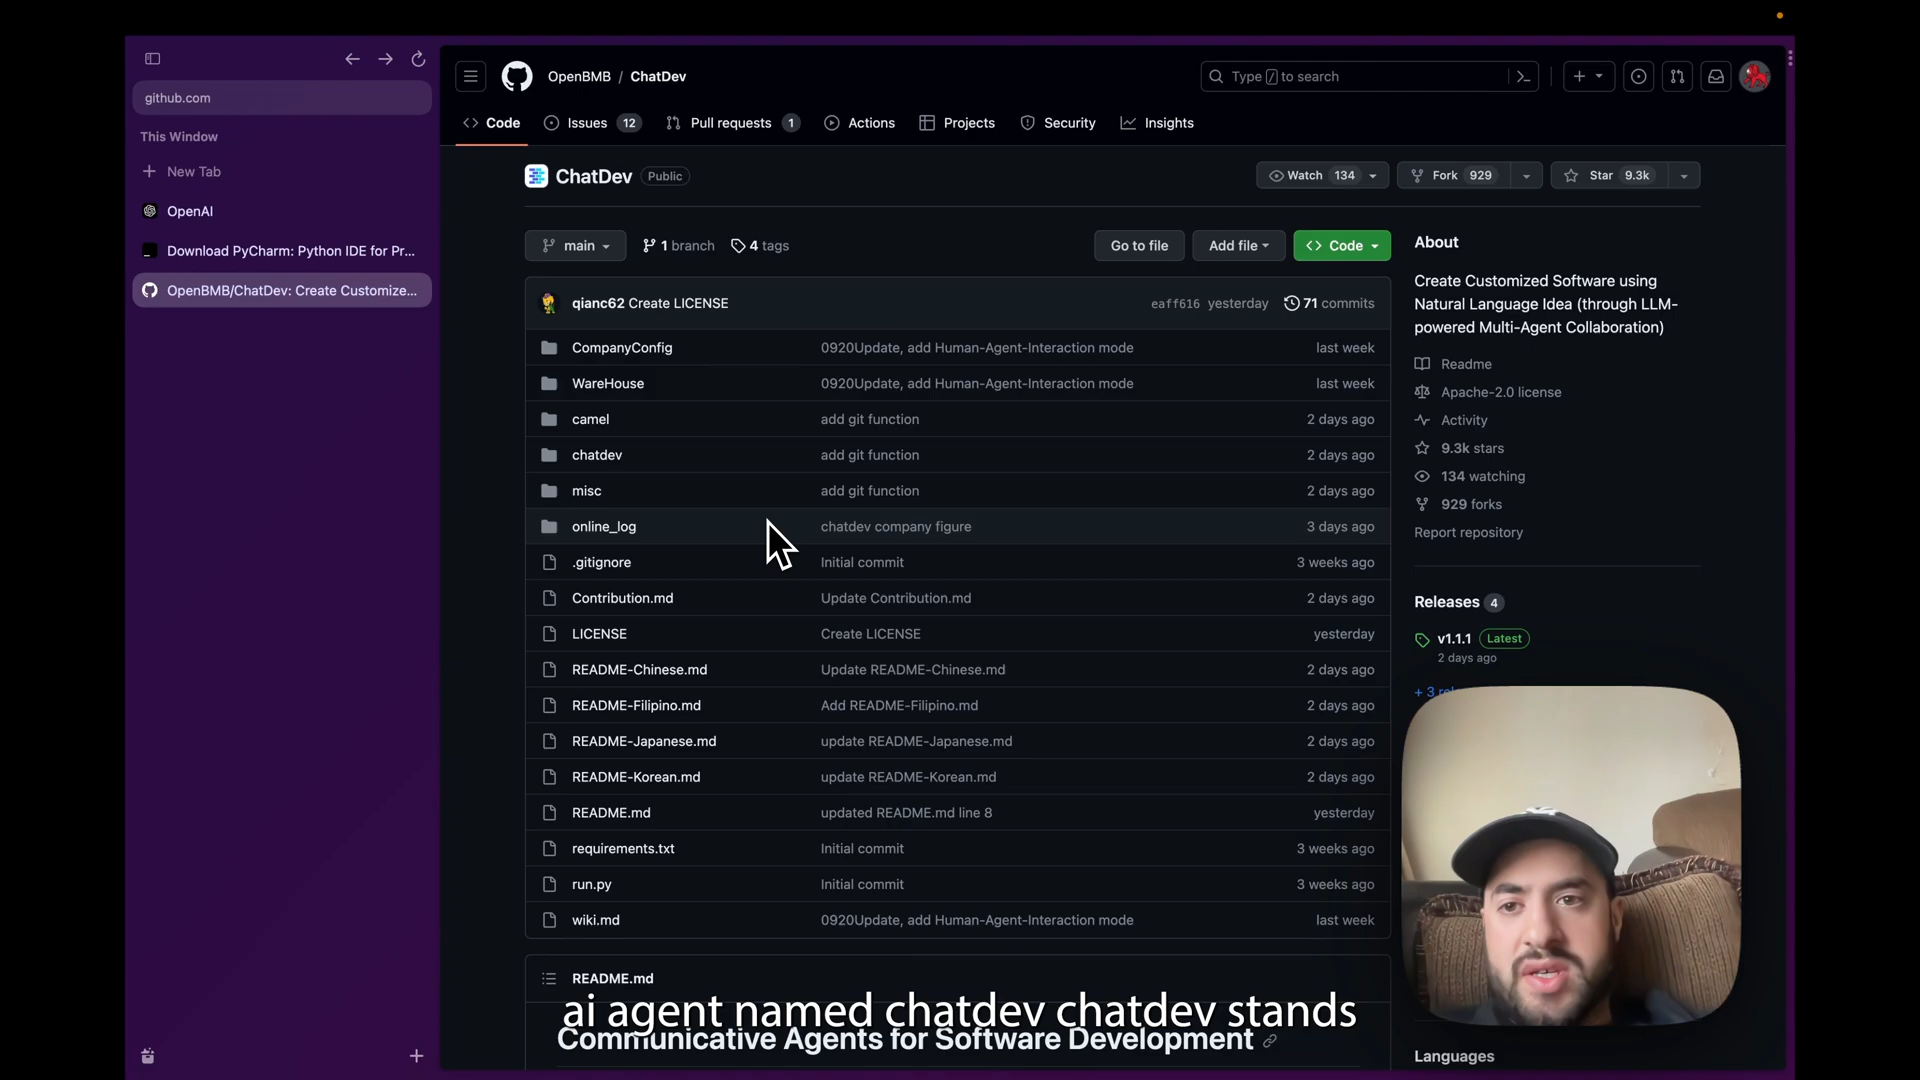 github.com
This Window
New Tab
OpenAI
Download PyCharm: Python IDE for Pr...
OpenBMB/ChatDev: Create Customize...
OpenBMB / ChatDev
Type / to search
Code
Issues 12
Pull requests 1
Actions
Projects
Security
Insights
ChatDev Public
Watch 134
Fork 929
Star 9.3k
main
1 branch
4 tags
Go to file
Add file
Code
qianc62 Create LICENSE eaff616 yesterday 71 commits
CompanyConfig 0920Update, add Human-Agent-Interaction mode last week
WareHouse 0920Update, add Human-Agent-Interaction mode last week
camel add git function 2 days ago
chatdev add git function 2 days ago
misc add git function 2 days ago
online_log chatdev company figure 3 days ago
.gitignore Initial commit 3 weeks ago
Contribution.md Update Contribution.md 2 days ago
LICENSE Create LICENSE yesterday
README-Chinese.md Update README-Chinese.md 2 days ago
README-Filipino.md Add README-Filipino.md 2 days ago
README-Japanese.md update README-Japanese.md 2 days ago
README-Korean.md update README-Korean.md 2 days ago
README.md updated README.md line 8 yesterday
requirements.txt Initial commit 3 weeks ago
run.py Initial commit 3 weeks ago
wiki.md 0920Update, add Human-Agent-Interaction mode last week
README.md
ai agent named chatdev chatdev stands
Communicative Agents for Software Development
About
Create Customized Software using
Natural Language Idea (through LLM-
powered Multi-Agent Collaboration)
Readme
Apache-2.0 license
Activity
9.3k stars
134 watching
929 forks
Report repository
Releases 4
v1.1.1 Latest
2 days ago
+ 3
Languages